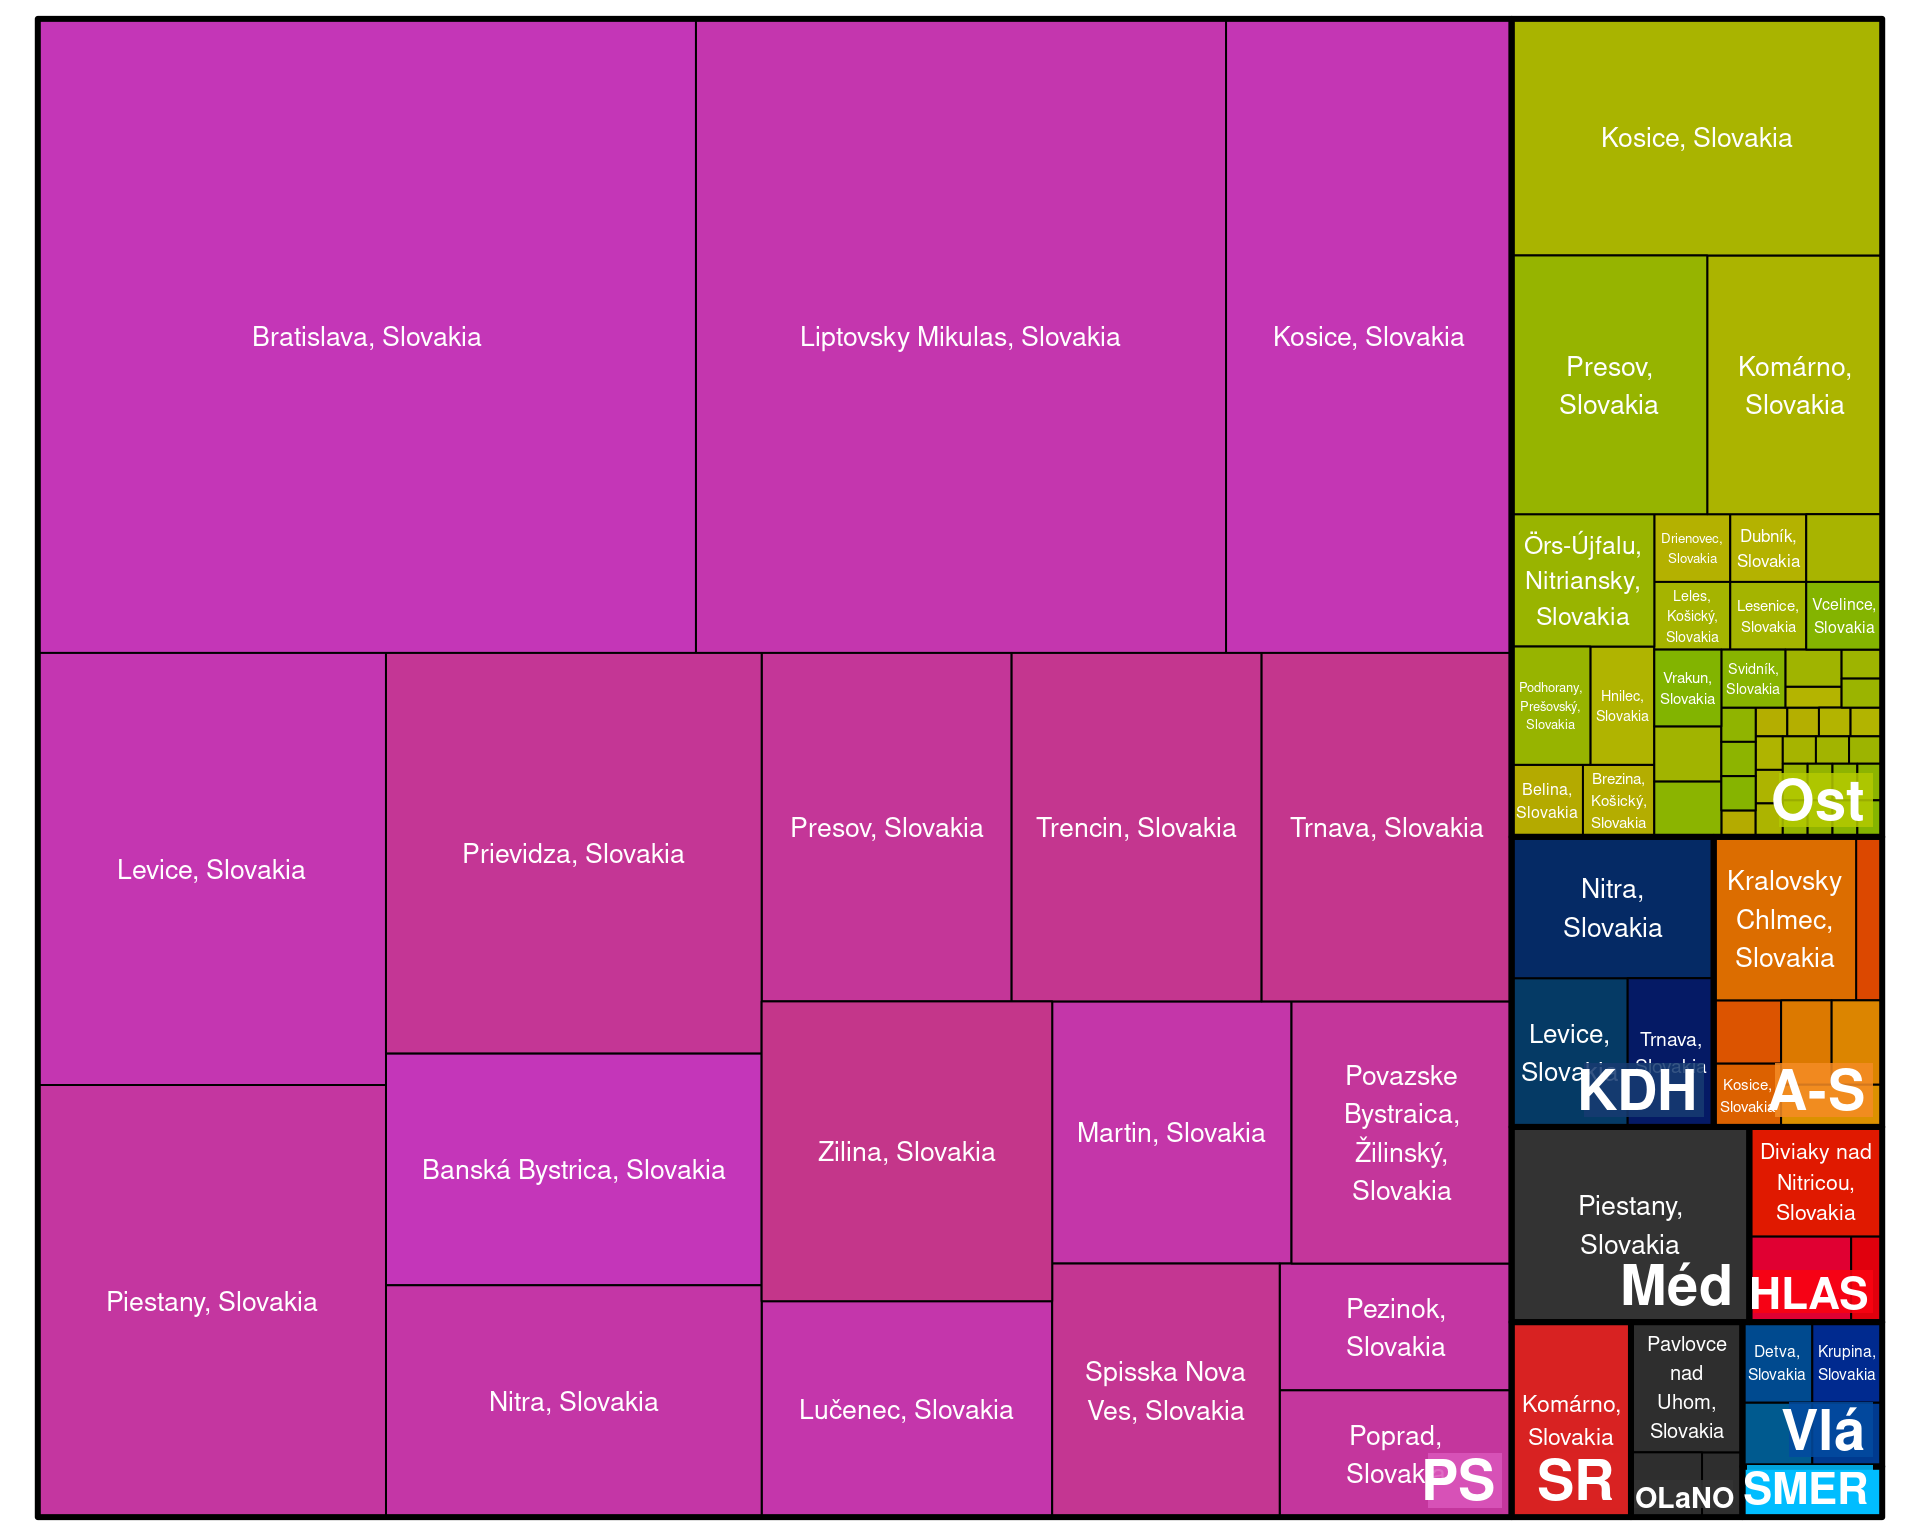 Bratislava, Slovakia
Liptovsky Mikulas, Slovakia
Kosice, Slovakia
Levice, Slovakia
Piestany, Slovakia
Prievidza, Slovakia
Banská Bystrica, Slovakia
Nitra, Slovakia
Presov, Slovakia
Trencin, Slovakia
Trnava, Slovakia
Zilina, Slovakia
Lučenec, Slovakia
Martin, Slovakia
Povazske
Bystraica,
Žilinský,
Slovakia
Spisska Nova
Ves, Slovakia
Pezinok,
Slovakia
Poprad,
Slovakia
PS
Kosice, Slovakia
Presov,
Slovakia
Komárno,
Slovakia
Örs-Újfalu,
Nitriansky,
Slovakia
Drienovec,
Slovakia
Dubník,
Slovakia
Leles,
Košický,
Slovakia
Lesenice,
Slovakia
Vcelince,
Slovakia
Podhorany,
Prešovský,
Slovakia
Hnilec,
Slovakia
Vrakun,
Slovakia
Svidník,
Slovakia
Belina,
Slovakia
Brezina,
Košický,
Slovakia
Ost
Nitra,
Slovakia
Levice,
Slovakia
Trnava,
Slovakia
KDH
Kralovsky
Chlmec,
Slovakia
Kosice,
Slovakia
A-S
Piestany,
Slovakia
Méd
Diviaky nad
Nitricou,
Slovakia
HLAS
Komárno,
Slovakia
SR
Pavlovce
nad
Uhom,
Slovakia
OLaNO
Detva,
Slovakia
Krupina,
Slovakia
Vlá
SMER